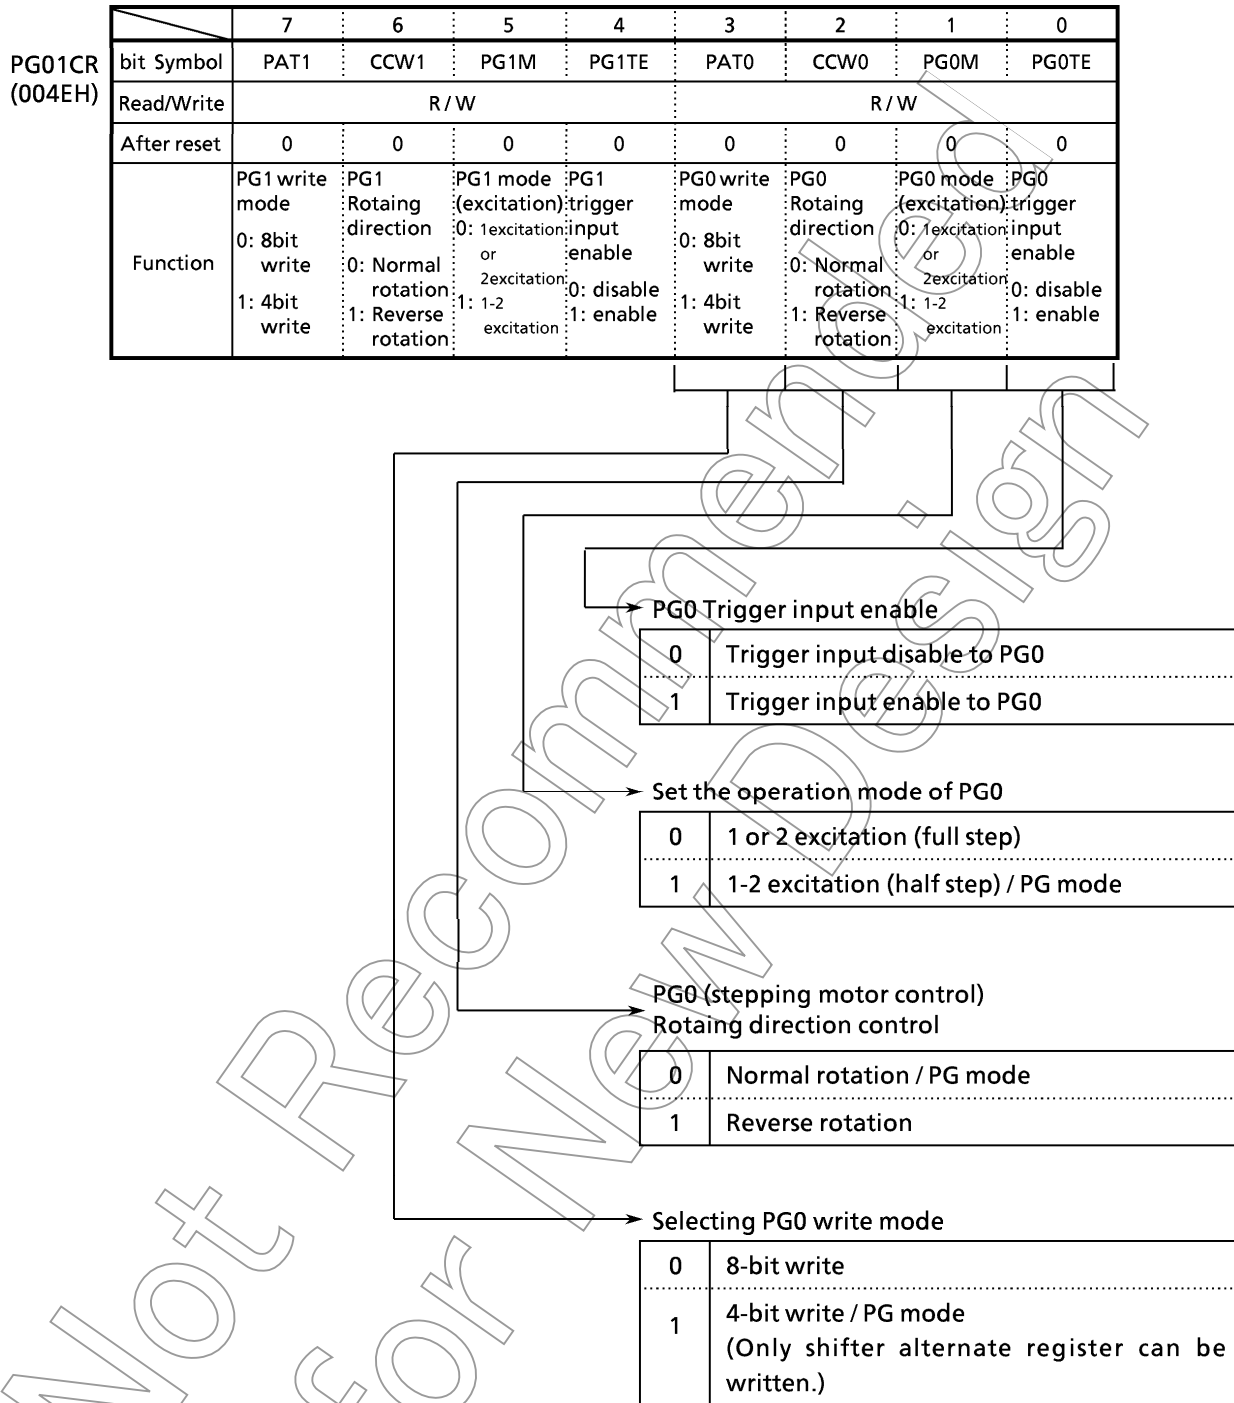 7 6 5 4 3 2 1 0
PG01CR
(004EH)
bit Symbol PAT1 CCW1 PG1M PG1TE PAT0 CCW0 PG0M PG0TE
Read/Write R / W R / W
After reset 0 0 0 0 0 0 0 0
Function
PG1 write
mode
0: 8bit
write
1: 4bit
write
PG1
Rotaing
direction
0: Normal
rotation
1: Reverse
rotation
PG1 mode
(excitation)
0: 1excitation
or
2excitation
1: 1-2
excitation
PG1
trigger
input
enable
0: disable
1: enable
PG0 write
mode
0: 8bit
write
1: 4bit
write
PG0
Rotaing
direction
0: Normal
rotation
1: Reverse
rotation
PG0 mode
(excitation)
0: 1excitation
or
2excitation
1: 1-2
excitation
PG0
trigger
input
enable
0: disable
1: enable
PG0 Trigger input enable
0 Trigger input disable to PG0
1 Trigger input enable to PG0
Set the operation mode of PG0
0 1 or 2 excitation (full step)
1 1-2 excitation (half step) / PG mode
PG0 (stepping motor control)
Rotaing direction control
0 Normal rotation / PG mode
1 Reverse rotation
Selecting PG0 write mode
0 8-bit write
1 4-bit write / PG mode
(Only shifter alternate register can be
written.)
Not Recommended
for New Design